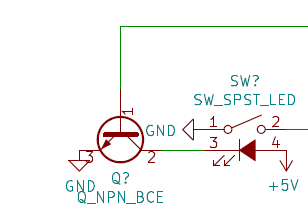 SW?
SW_SPST_LED
1
GND
1
2
3
4
3
2
GND
Q?
Q_NPN_BCE
+5V